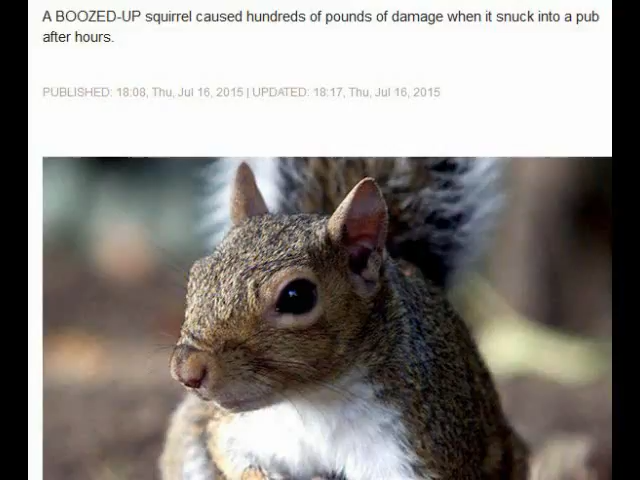 A BOOZED-UP squirrel caused hundreds of pounds of damage when it snuck into a pub
after hours.
PUBLISHED: 18:08, Thu, Jul 16, 2015 | UPDATED: 18:17, Thu, Jul 16, 2015